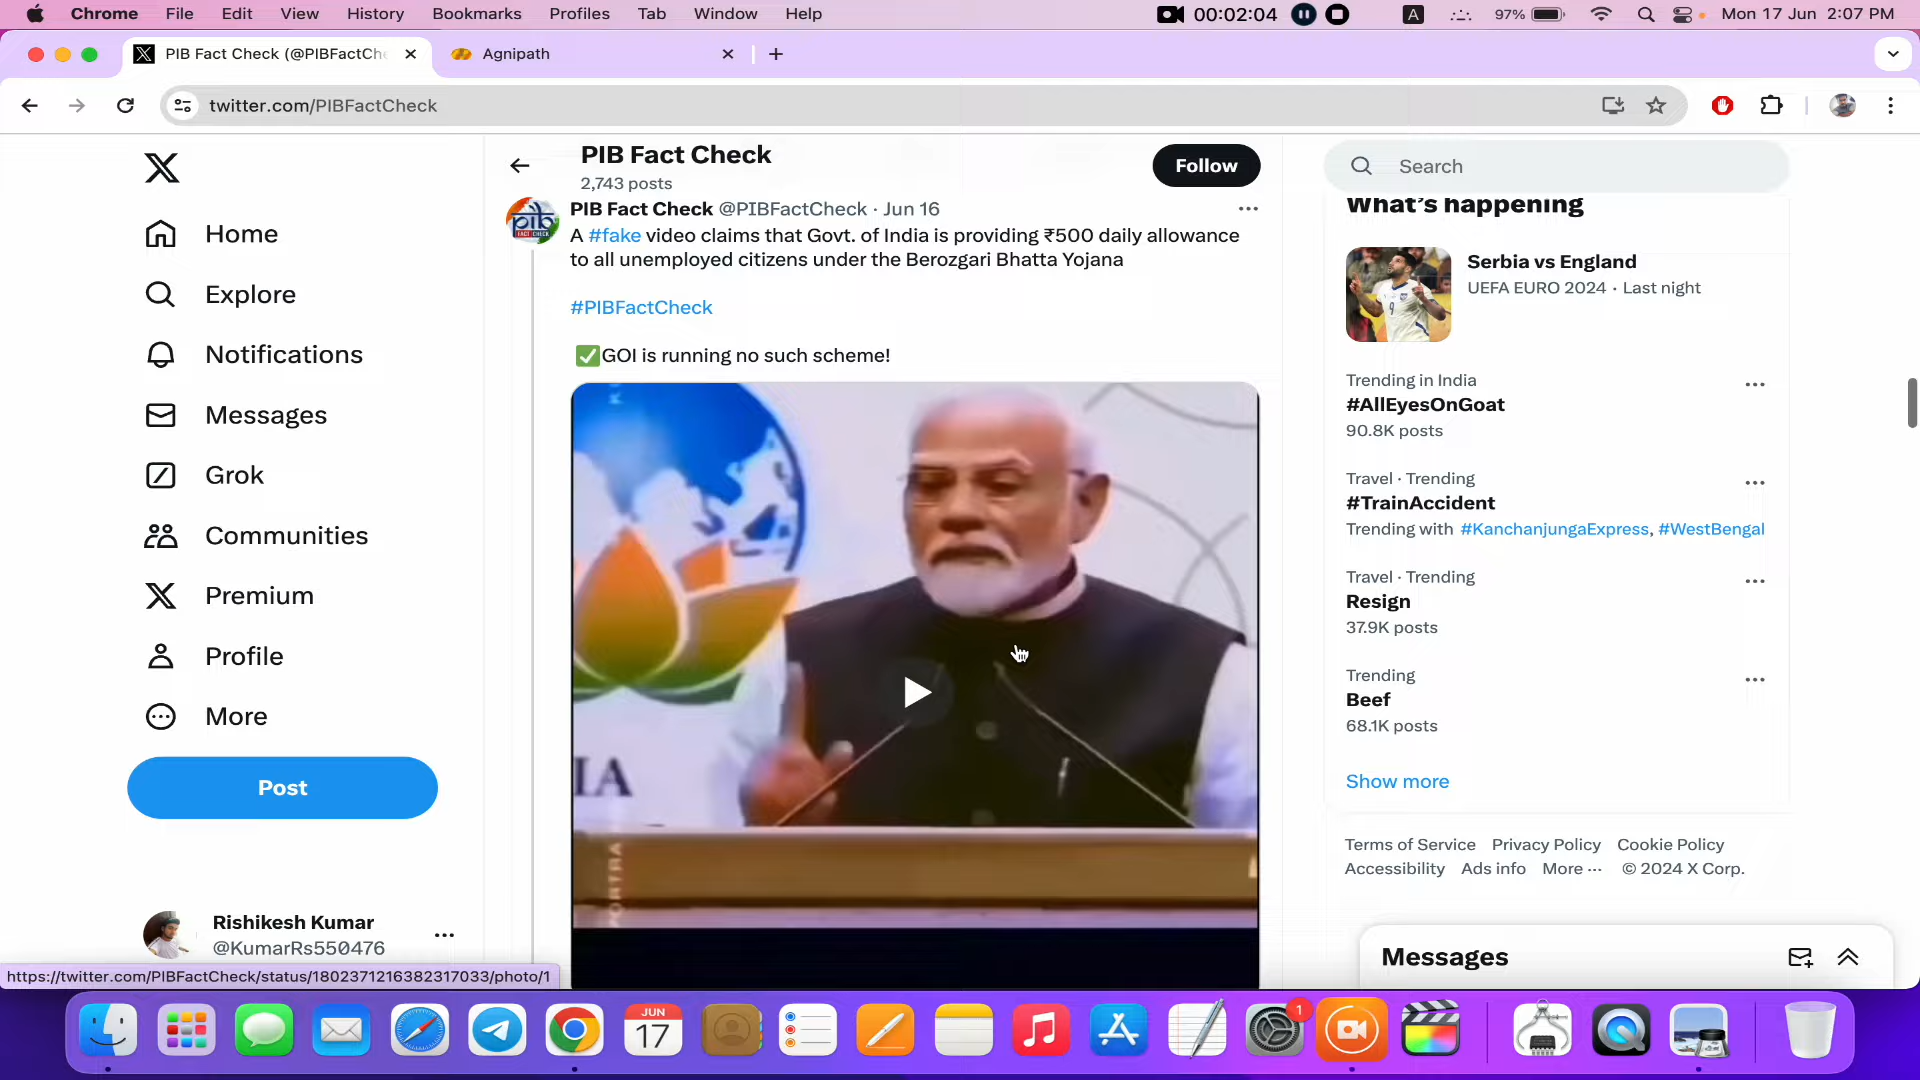 Chrome File Edit View History Bookmarks Profiles Tab Window Help 00:02:04 A 97% Mon 17 Jun 2:07 PM
PIB Fact Check (@PIBFactChe Agnipath
twitter.com/PIBFactCheck
PIB Fact Check
2,743 posts
Follow
Search
Home
Explore
Notifications
Messages
Grok
Communities
Premium
Profile
More
Post
Rishikesh Kumar
@KumarRs550476
pib
FACT CHECK
PIB Fact Check @PIBFactCheck · Jun 16
A #fake video claims that Govt. of India is providing ₹500 daily allowance
to all unemployed citizens under the Berozgari Bhatta Yojana
#PIBFactCheck
✅GOI is running no such scheme!
IA
What's happening
Serbia vs England
UEFA EURO 2024 · Last night
Trending in India
#AllEyesOnGoat
90.8K posts
Travel · Trending
#TrainAccident
Trending with #KanchanjungaExpress, #WestBengal
Travel · Trending
Resign
37.9K posts
Trending
Beef
68.1K posts
Show more
Terms of Service Privacy Policy Cookie Policy
Accessibility Ads info More ··· © 2024 X Corp.
Messages
https://twitter.com/PIBFactCheck/status/1802371216382317033/photo/1
JUN
17
1